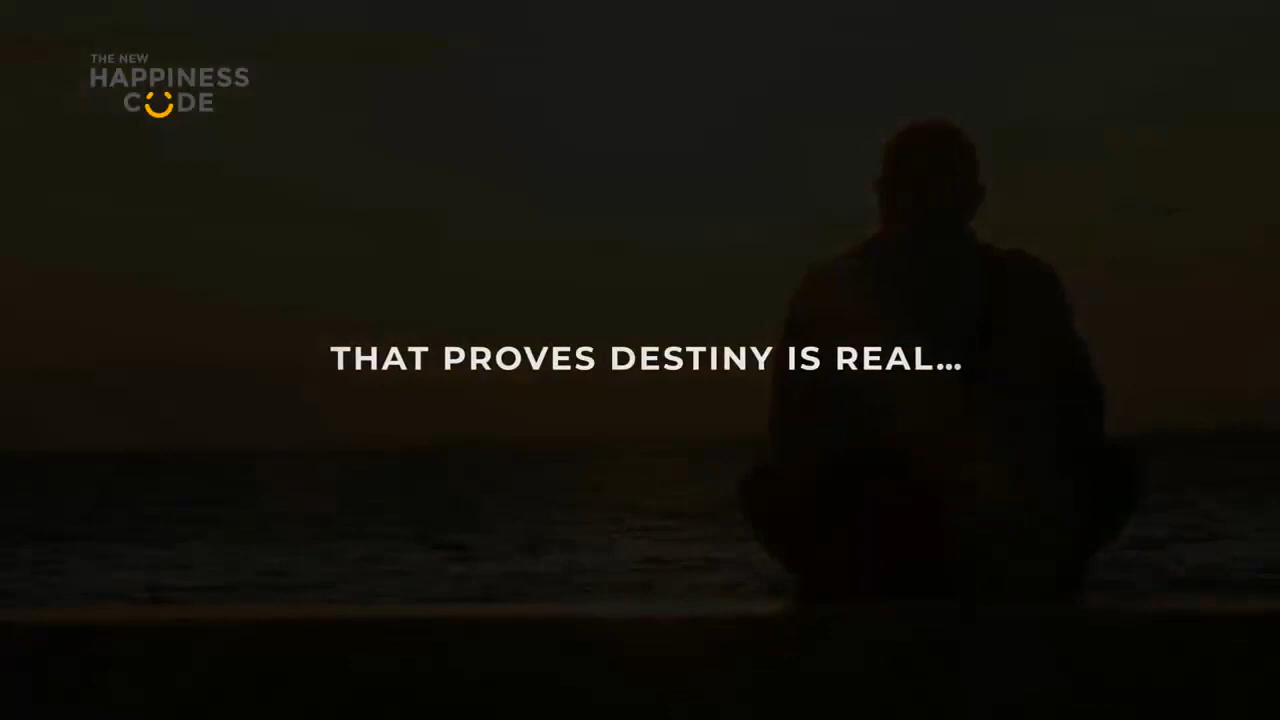 THE NEW
HAPPINESS
CODE
THAT PROVES DESTINY IS REAL…